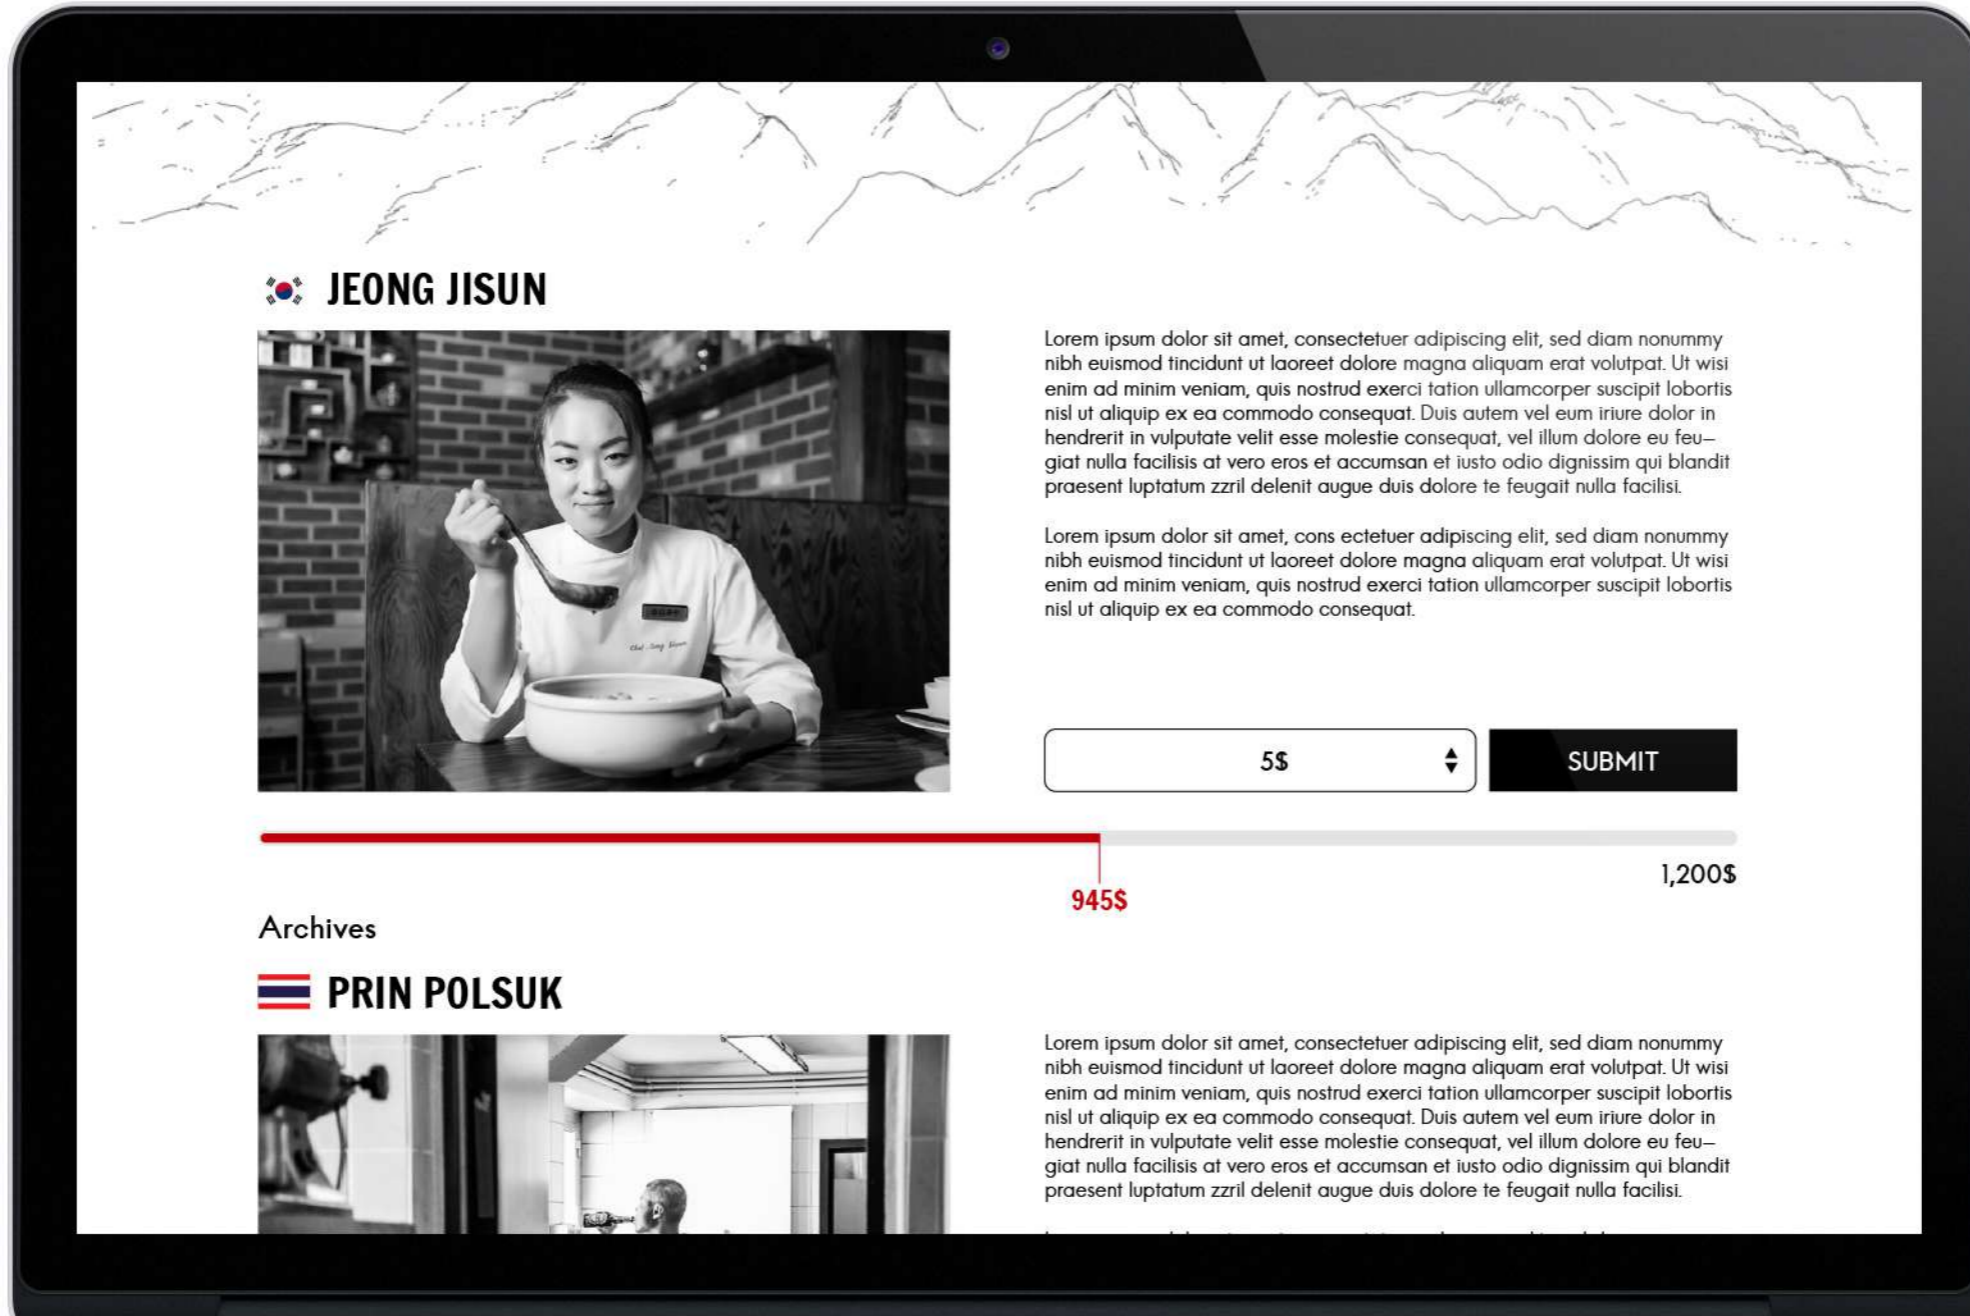 JEONG JISUN
Lorem ipsum dolor sit amet, consectetuer adipiscing elit, sed diam nonummy
nibh euismod tincidunt ut laoreet dolore magna aliquam erat volutpat. Ut wisi
enim ad minim veniam, quis nostrud exerci tation ullamcorper suscipit lobortis
nisl ut aliquip ex ea commodo consequat. Duis autem vel eum iriure dolor in
hendrerit in vulputate velit esse molestie consequat, vel illum dolore eu feu–
giat nulla facilisis at vero eros et accumsan et iusto odio dignissim qui blandit
praesent luptatum zzril delenit augue duis dolore te feugait nulla facilisi.
Lorem ipsum dolor sit amet, cons ectetuer adipiscing elit, sed diam nonummy
nibh euismod tincidunt ut laoreet dolore magna aliquam erat volutpat. Ut wisi
enim ad minim veniam, quis nostrud exerci tation ullamcorper suscipit lobortis
nisl ut aliquip ex ea commodo consequat.
5$
SUBMIT
1,200$
945$
Archives
PRIN POLSUK
Lorem ipsum dolor sit amet, consectetuer adipiscing elit, sed diam nonummy
nibh euismod tincidunt ut laoreet dolore magna aliquam erat volutpat. Ut wisi
enim ad minim veniam, quis nostrud exerci tation ullamcorper suscipit lobortis
nisl ut aliquip ex ea commodo consequat. Duis autem vel eum iriure dolor in
hendrerit in vulputate velit esse molestie consequat, vel illum dolore eu feu–
giat nulla facilisis at vero eros et accumsan et iusto odio dignissim qui blandit
praesent luptatum zzril delenit augue duis dolore te feugait nulla facilisi.